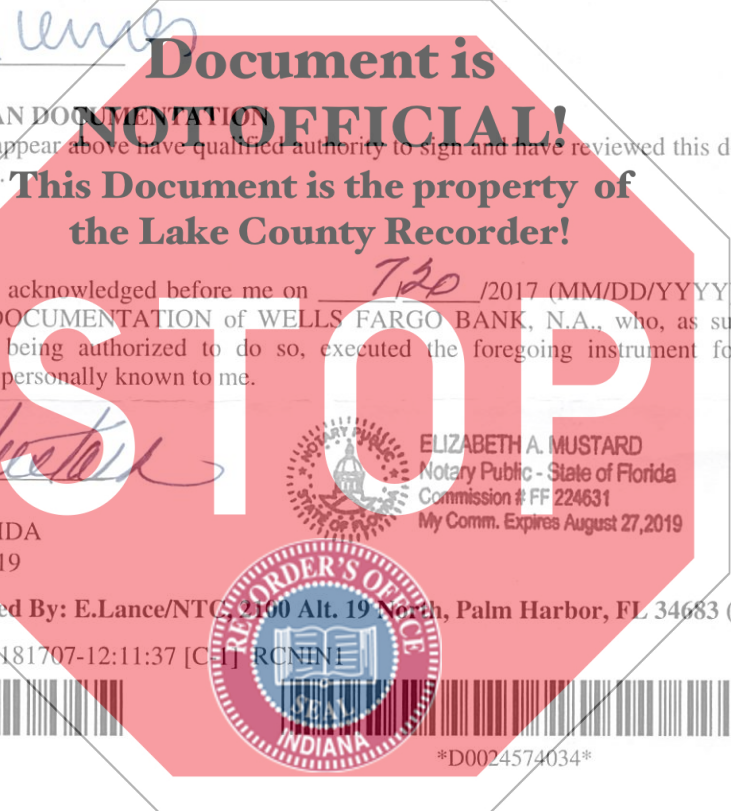 Document is
AN DOCUMENTATION
NOT OFFICIAL!
appear above have qualified authority to sign and have reviewed this d
This Document is the property of
the Lake County Recorder!
acknowledged before me on 7/20 /2017 (MM/DD/YYYY
DOCUMENTATION of WELLS FARGO BANK, N.A., who, as su
being authorized to do so, executed the foregoing instrument fo
personally known to me.
STOP
NOTARY PUBLIC
STATE OF FLORIDA
ELIZABETH A. MUSTARD
Notary Public - State of Florida
Commission # FF 224631
My Comm. Expires August 27, 2019
IDA
19
RECORDER'S OFFICE
ed By: E.Lance/NTC, 2100 Alt. 19 North, Palm Harbor, FL 34683 (
181707-12:11:37 [C-1] RCNIN1
SEAL
INDIANA
*D0024574034*